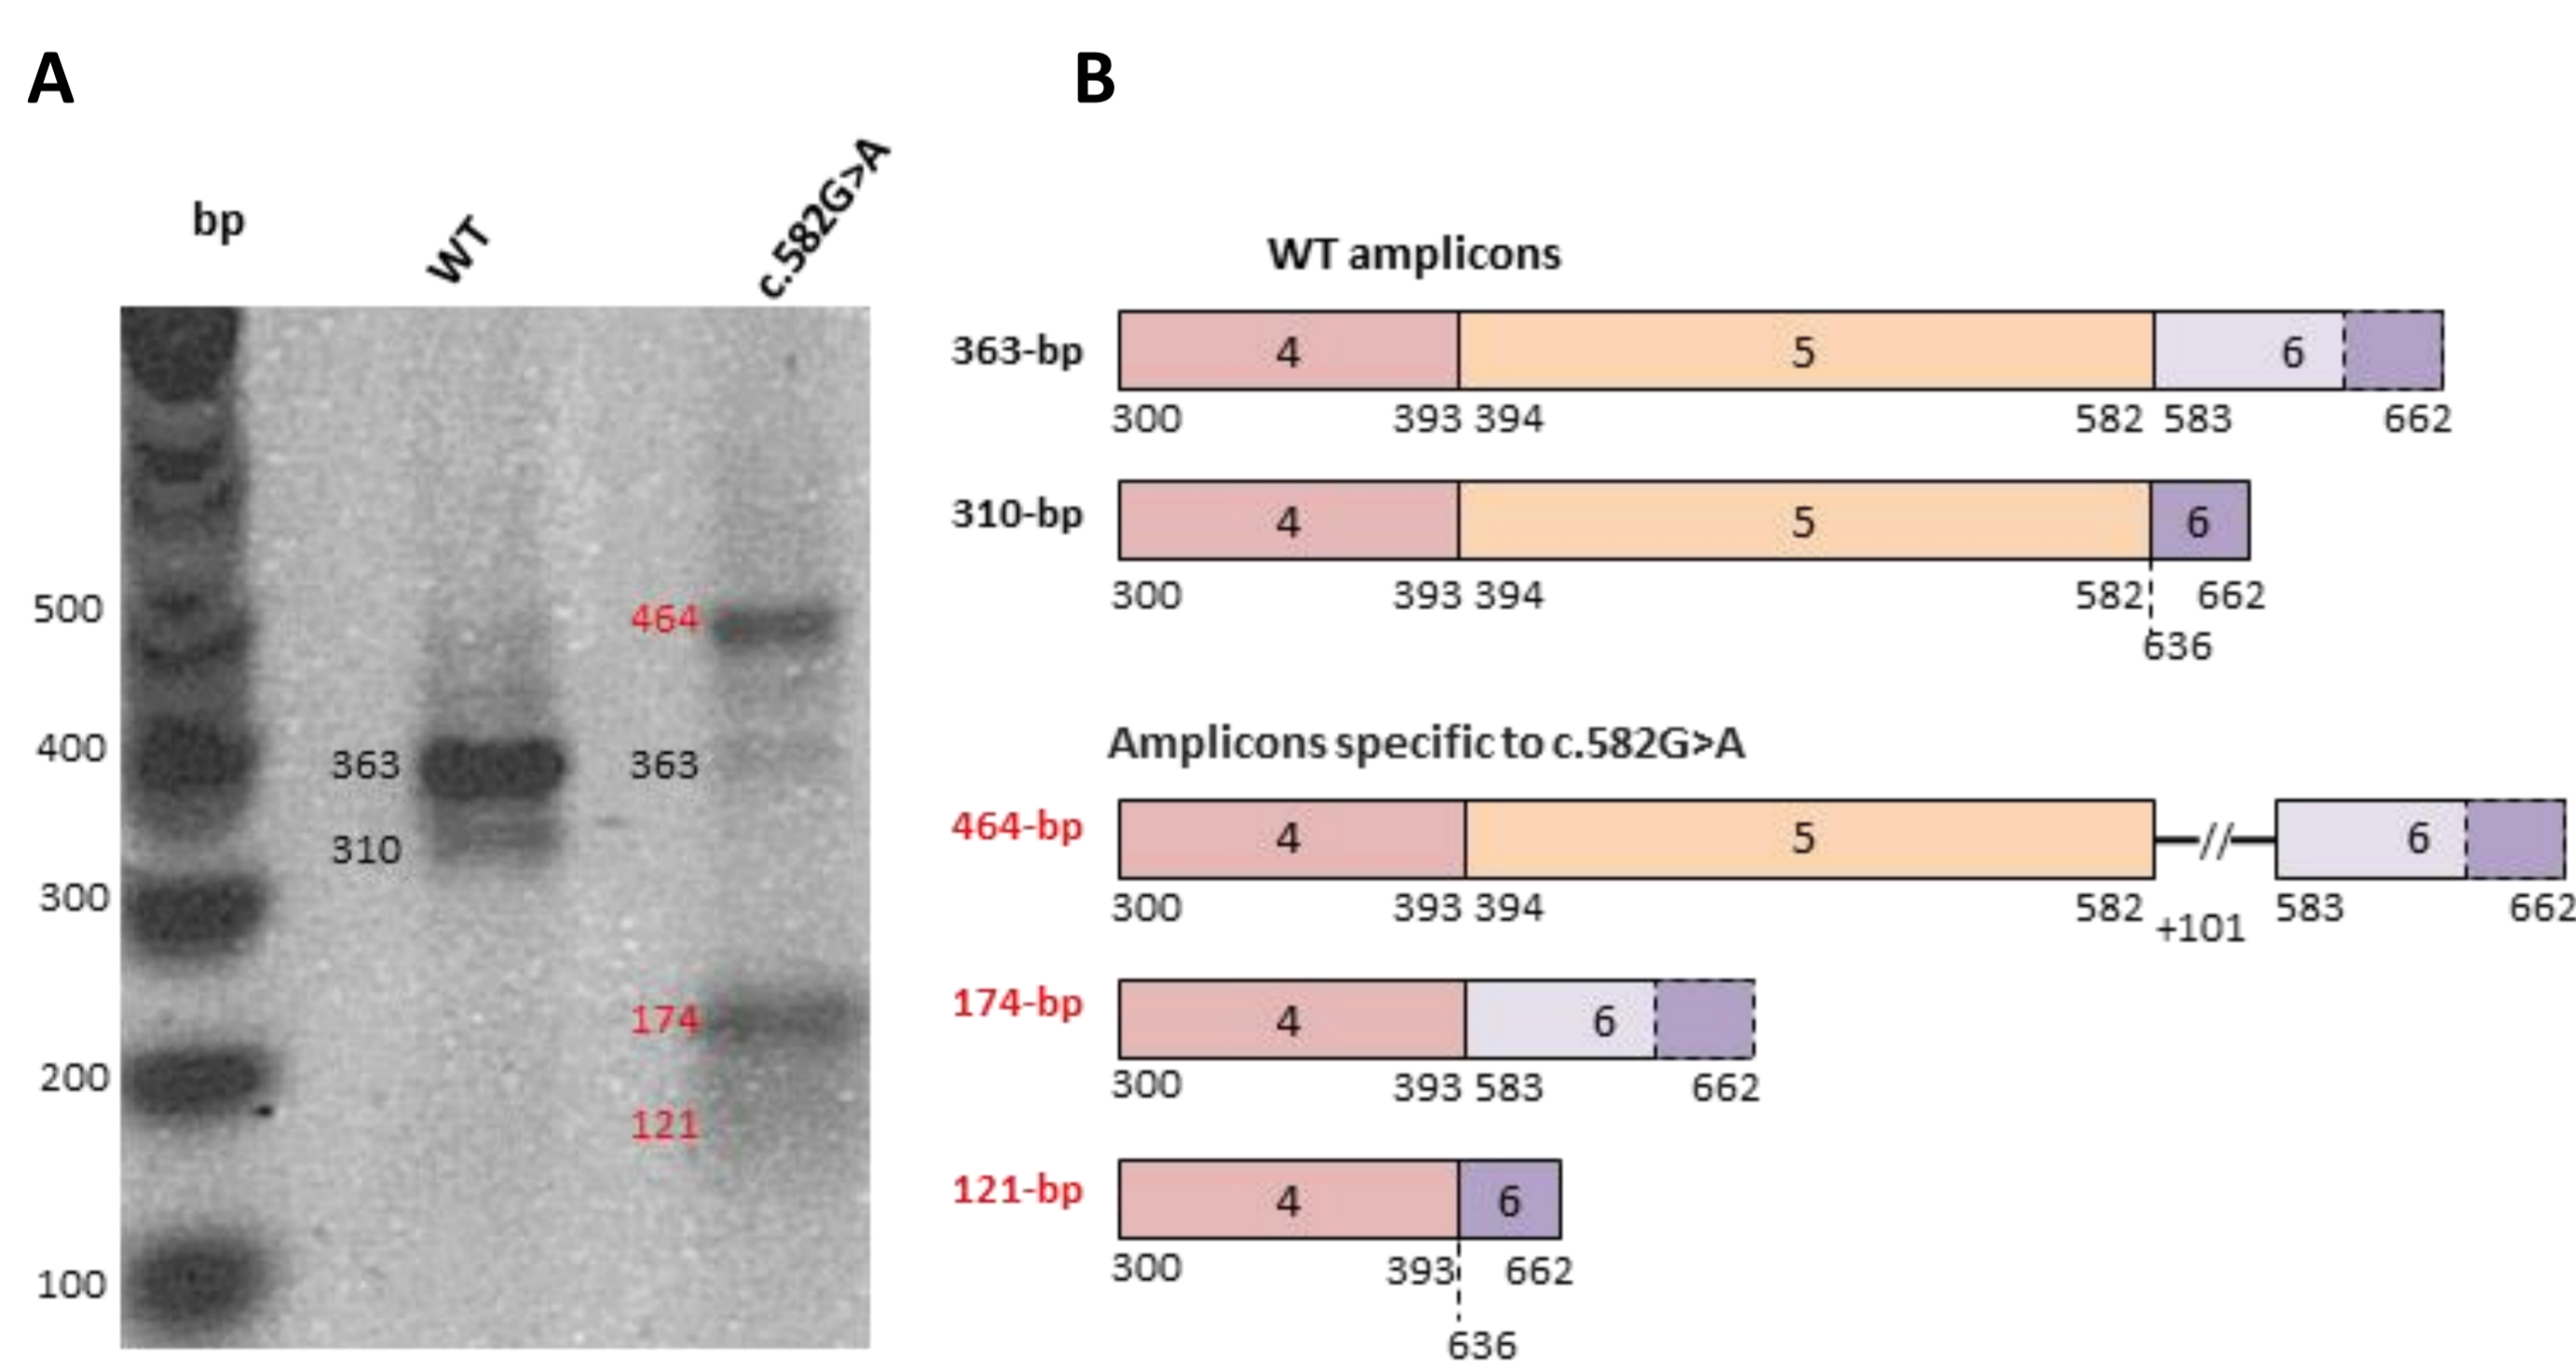 A
bp
WT
c.582G>A
500
400
300
200
100
363
310
464
363
174
121
B
WT amplicons
363-bp
4 5 6
300 393 394 582 583 662
310-bp
4 5 6
300 393 394 582 662
636
Amplicons specific to c.582G>A
464-bp
4 5 // 6
300 393 394 582 +101 583 662
174-bp
4 6
300 393 583 662
121-bp
4 6
300 393 662
636